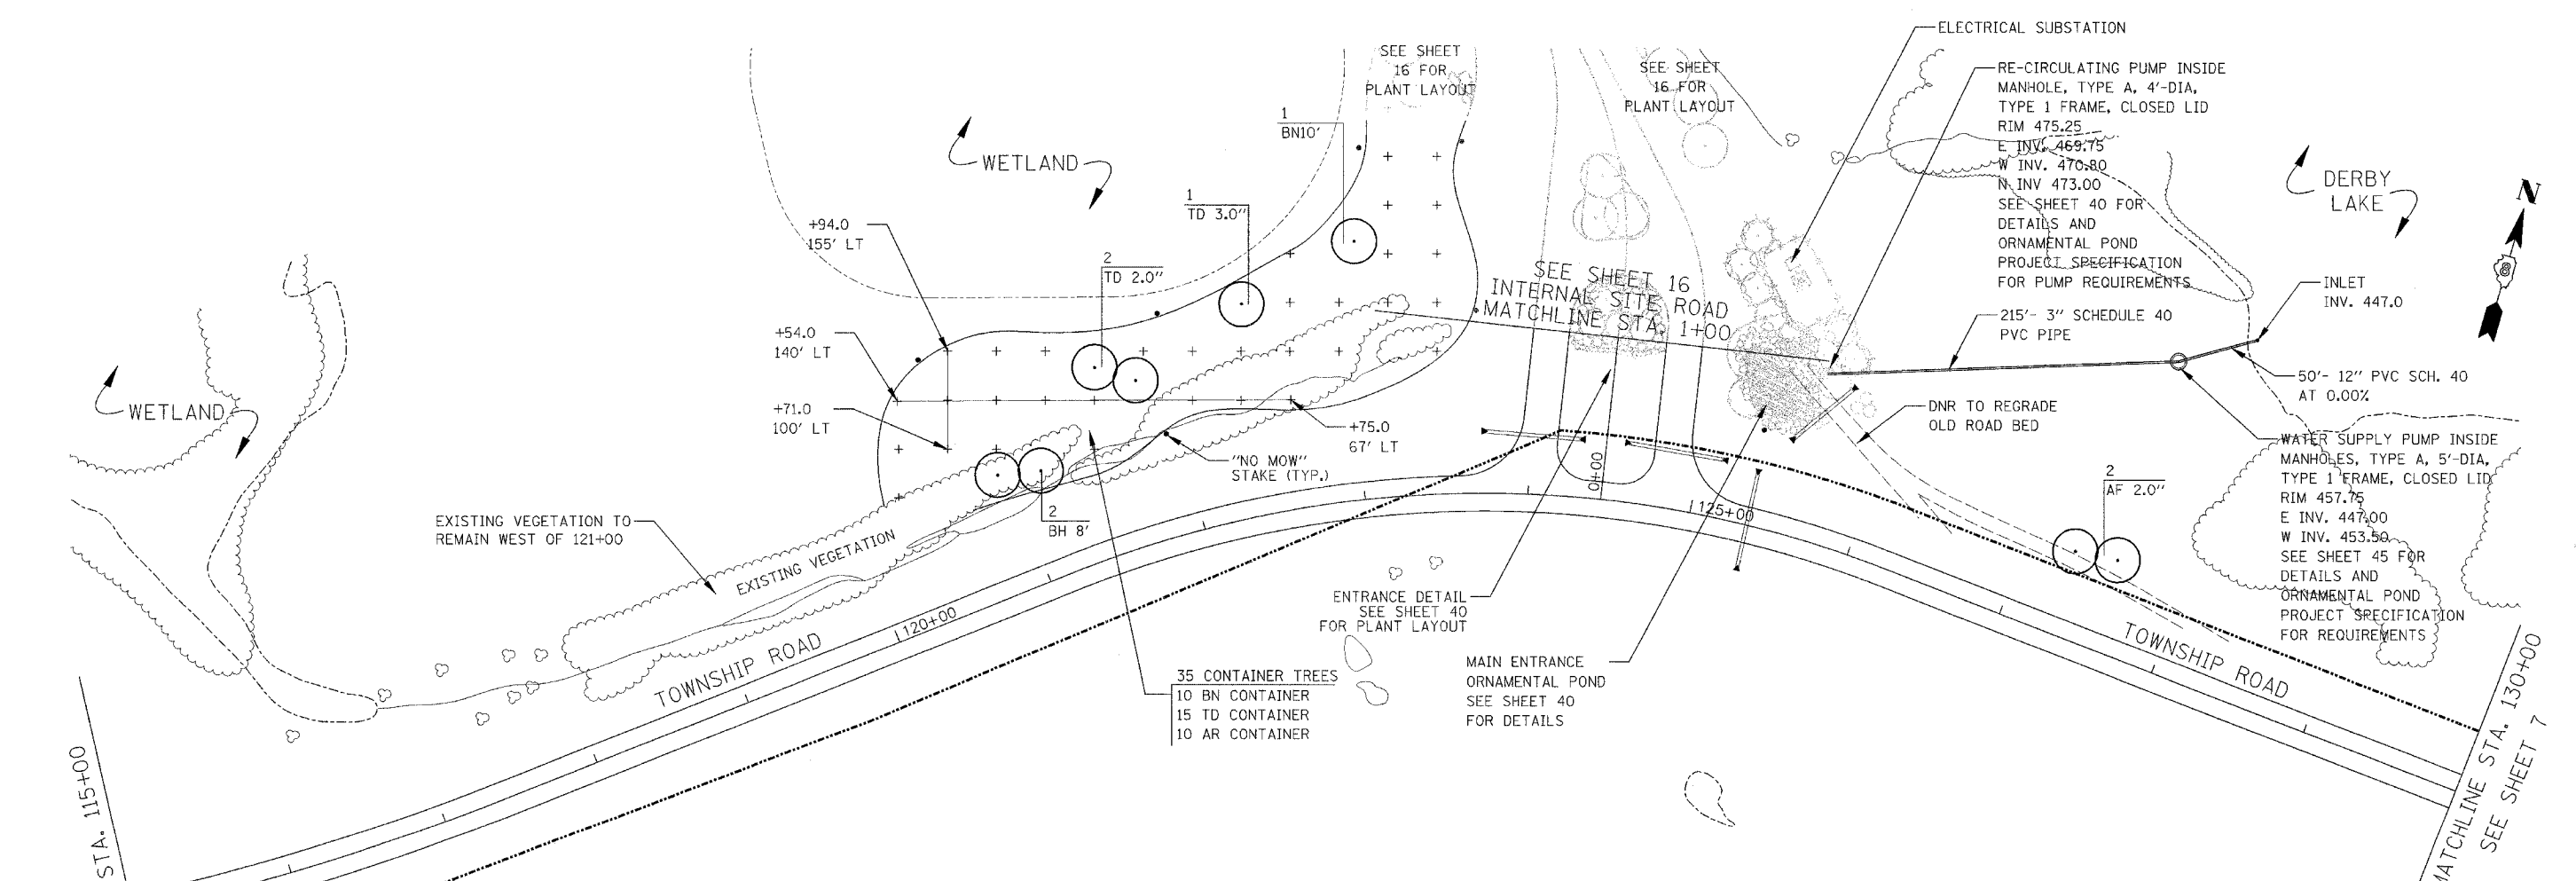 SEE SHEET
16 FOR
PLANT LAYOUT
SEE SHEET
16 FOR
PLANT LAYOUT
ELECTRICAL SUBSTATION
RE-CIRCULATING PUMP INSIDE
MANHOLE, TYPE A, 4'-DIA,
TYPE 1 FRAME, CLOSED LID
RIM 475.25
E INV. 469.75
W INV. 470.80
N INV 473.00
SEE SHEET 40 FOR
DETAILS AND
ORNAMENTAL POND
PROJECT SPECIFICATION
FOR PUMP REQUIREMENTS
1
BN10'
WETLAND
1
TD 3.0"
2
TD 2.0"
+94.0
155' LT
+54.0
140' LT
+71.0
100' LT
+75.0
67' LT
WETLAND
DERBY
LAKE
N
8
INLET
INV. 447.0
SEE SHEET 16
INTERNAL SITE ROAD
MATCHLINE STA. 1+00
215'- 3" SCHEDULE 40
PVC PIPE
50'- 12" PVC SCH. 40
AT 0.00%
DNR TO REGRADE
OLD ROAD BED
WATER SUPPLY PUMP INSIDE
MANHOLES, TYPE A, 5'-DIA,
TYPE 1 FRAME, CLOSED LID
RIM 457.75
E INV. 447.00
W INV. 453.50
SEE SHEET 45 FOR
DETAILS AND
ORNAMENTAL POND
PROJECT SPECIFICATION
FOR REQUIREMENTS
2
AF 2.0"
"NO MOW"
STAKE (TYP.)
2
BH 8'
EXISTING VEGETATION TO
REMAIN WEST OF 121+00
EXISTING VEGETATION
0+00
125+00
120+00
TOWNSHIP ROAD
TOWNSHIP ROAD
ENTRANCE DETAIL
SEE SHEET 40
FOR PLANT LAYOUT
35 CONTAINER TREES
10 BN CONTAINER
15 TD CONTAINER
10 AR CONTAINER
MAIN ENTRANCE
ORNAMENTAL POND
SEE SHEET 40
FOR DETAILS
STA. 115+00
MATCHLINE STA. 130+00
SEE SHEET 7